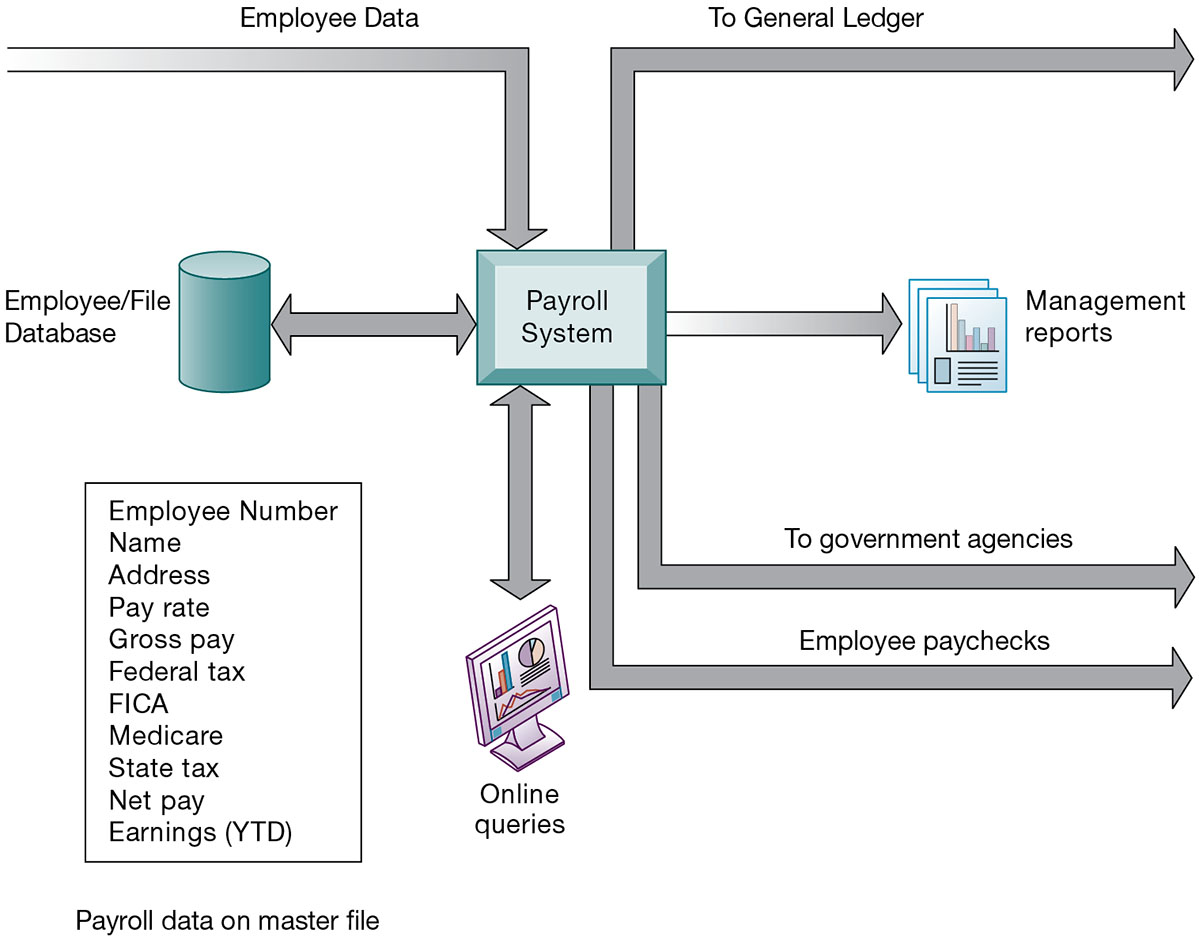 Employee Data
To General Ledger
Employee/File
Database
Payroll
System
Management
reports
Employee Number
Name
Address
Pay rate
Gross pay
Federal tax
FICA
Medicare
State tax
Net pay
Earnings (YTD)
To government agencies
Employee paychecks
Online
queries
Payroll data on master file